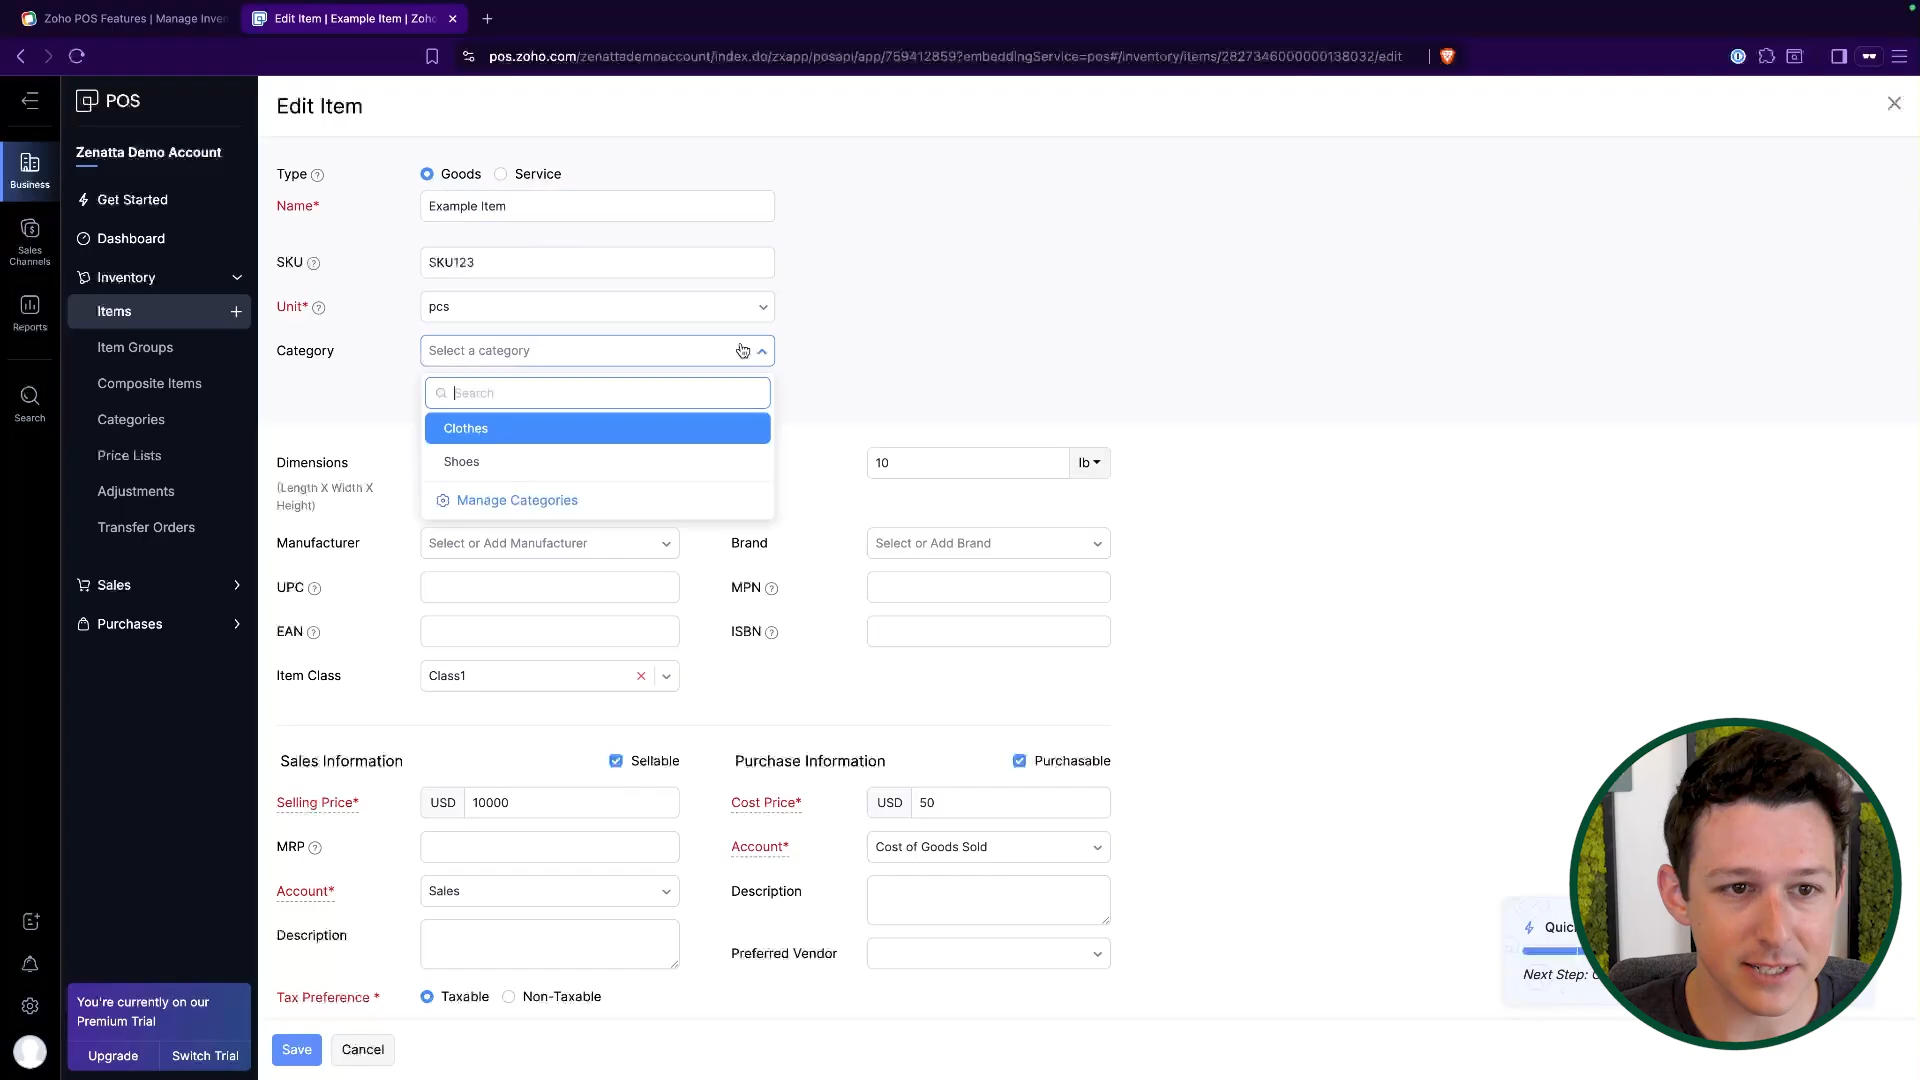 Zoho POS Features | Manage Inven
Edit Item | Example Item | Zoho
pos.zoho.com/zenattademoaccount/index.do/zxapp/posapi/app/759412859?embeddingService=pos#/inventory/items/2827346000000138032/edit
POS
Zenatta Demo Account
Business
Sales
Channels
Reports
Search
Get Started
Dashboard
Inventory
Items
Item Groups
Composite Items
Categories
Price Lists
Adjustments
Transfer Orders
Sales
Purchases
You're currently on our
Premium Trial
Upgrade
Switch Trial
Edit Item
Type
Goods
Service
Name*
Example Item
SKU
SKU123
Unit*
pcs
Category
Select a category
Search
Clothes
Shoes
Manage Categories
Dimensions
(Length X Width X
Height)
10
lb
Manufacturer
Select or Add Manufacturer
Brand
Select or Add Brand
UPC
MPN
EAN
ISBN
Item Class
Class1
Sales Information
Sellable
Purchase Information
Purchasable
Selling Price*
USD
10000
Cost Price*
USD
50
MRP
Account*
Cost of Goods Sold
Account*
Sales
Description
Description
Preferred Vendor
Tax Preference *
Taxable
Non-Taxable
Next Step:
Save
Cancel